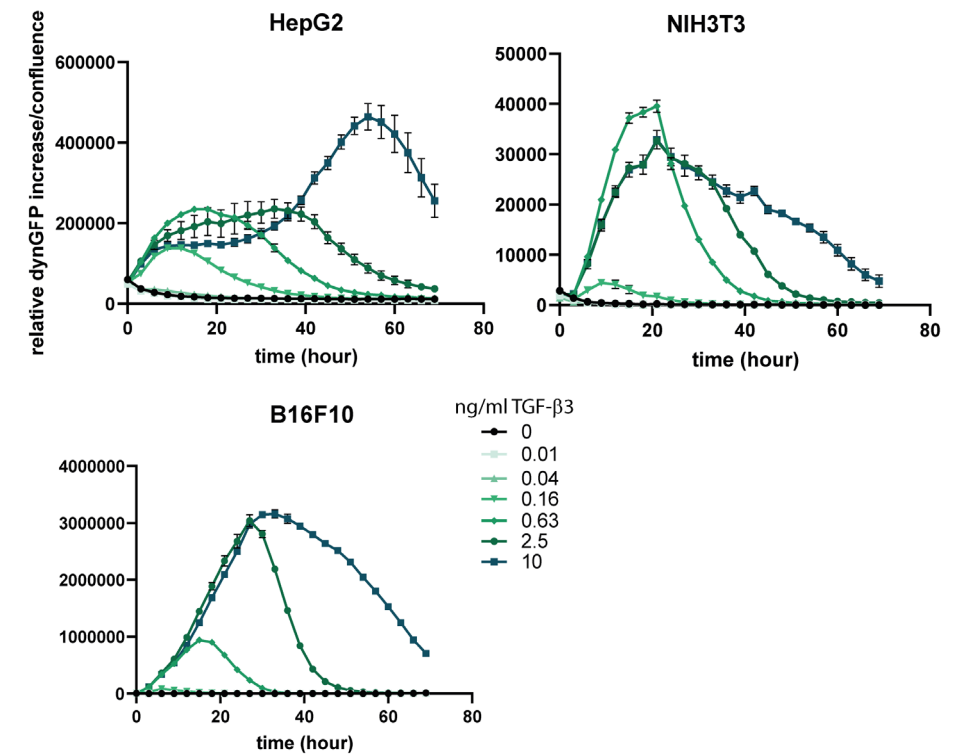 HepG2
relative dynGFP increase/confluence
600000
400000
200000
0
0 20 40 60 80
time (hour)
NIH3T3
50000
40000
30000
20000
10000
0
0 20 40 60 80
time (hour)
B16F10
4000000
3000000
2000000
1000000
0
0 20 40 60 80
time (hour)
ng/ml TGF-β3
0
0.01
0.04
0.16
0.63
2.5
10